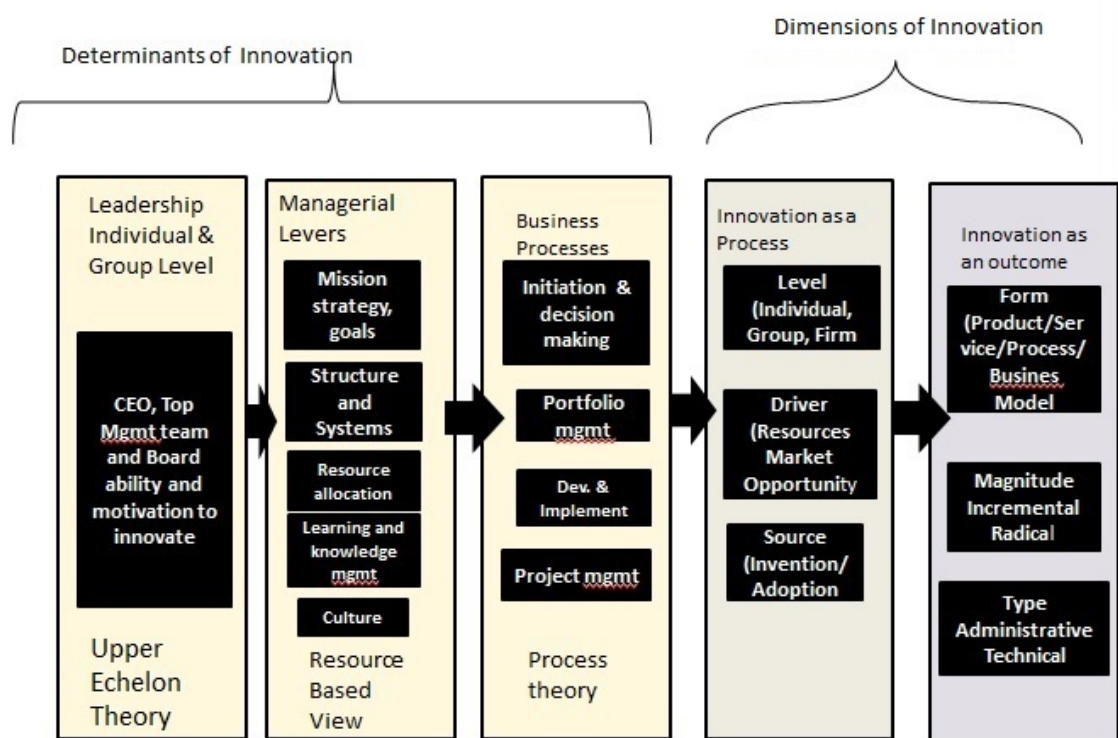 Determinants of Innovation
Dimensions of Innovation
Leadership
Individual &
Group Level
CEO, Top
Mgmt team
and Board
ability and
motivation to
innovate
Upper
Echelon
Theory
Managerial
Levers
Mission
strategy,
goals
Structure
and
Systems
Resource
allocation
Learning and
knowledge
mgmt
Culture
Resource
Based
View
Business
Processes
Initiation &
decision
making
Portfolio
mgmt
Dev. &
Implement
Project mgmt
Process
theory
Innovation as a
Process
Level
(Individual,
Group, Firm
Driver
(Resources
Market
Opportunity
Source
(Invention/
Adoption
Innovation as
an outcome
Form
(Product/Ser
vice/Process/
Busines
Model
Magnitude
Incremental
Radical
Type
Administrative
Technical